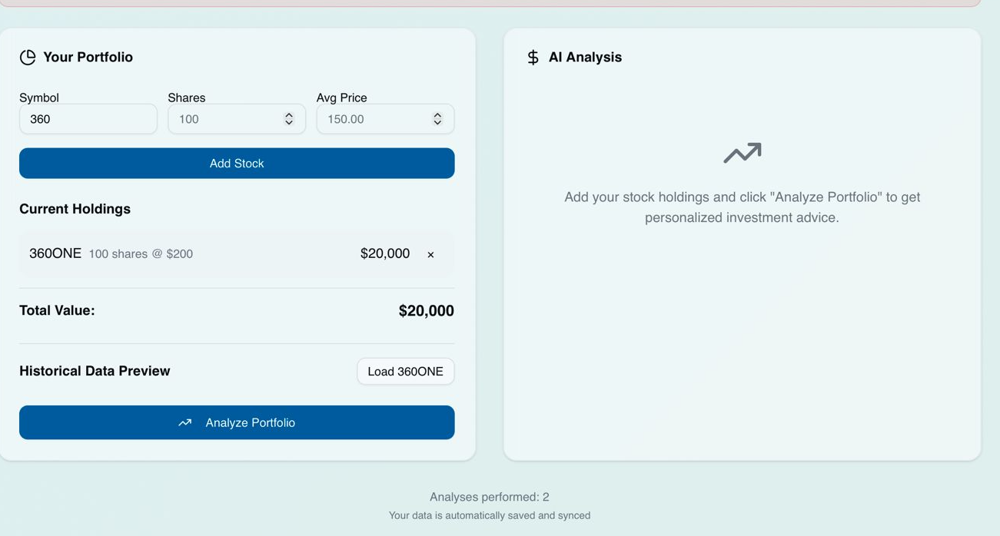 Your Portfolio
Symbol
Shares
Avg Price
360
100
150.00
Add Stock
Current Holdings
360ONE 100 shares @ $200 $20,000 ×
Total Value: $20,000
Historical Data Preview Load 360ONE
Analyze Portfolio
AI Analysis
Add your stock holdings and click "Analyze Portfolio" to get
personalized investment advice.
Analyses performed: 2
Your data is automatically saved and synced